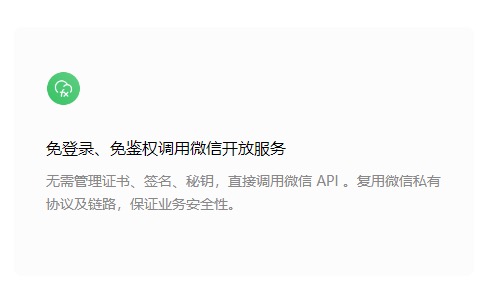 免登录、免鉴权调用微信开放服务
无需管理证书、签名、秘钥，直接调用微信 API 。复用微信私有
协议及链路，保证业务安全性。